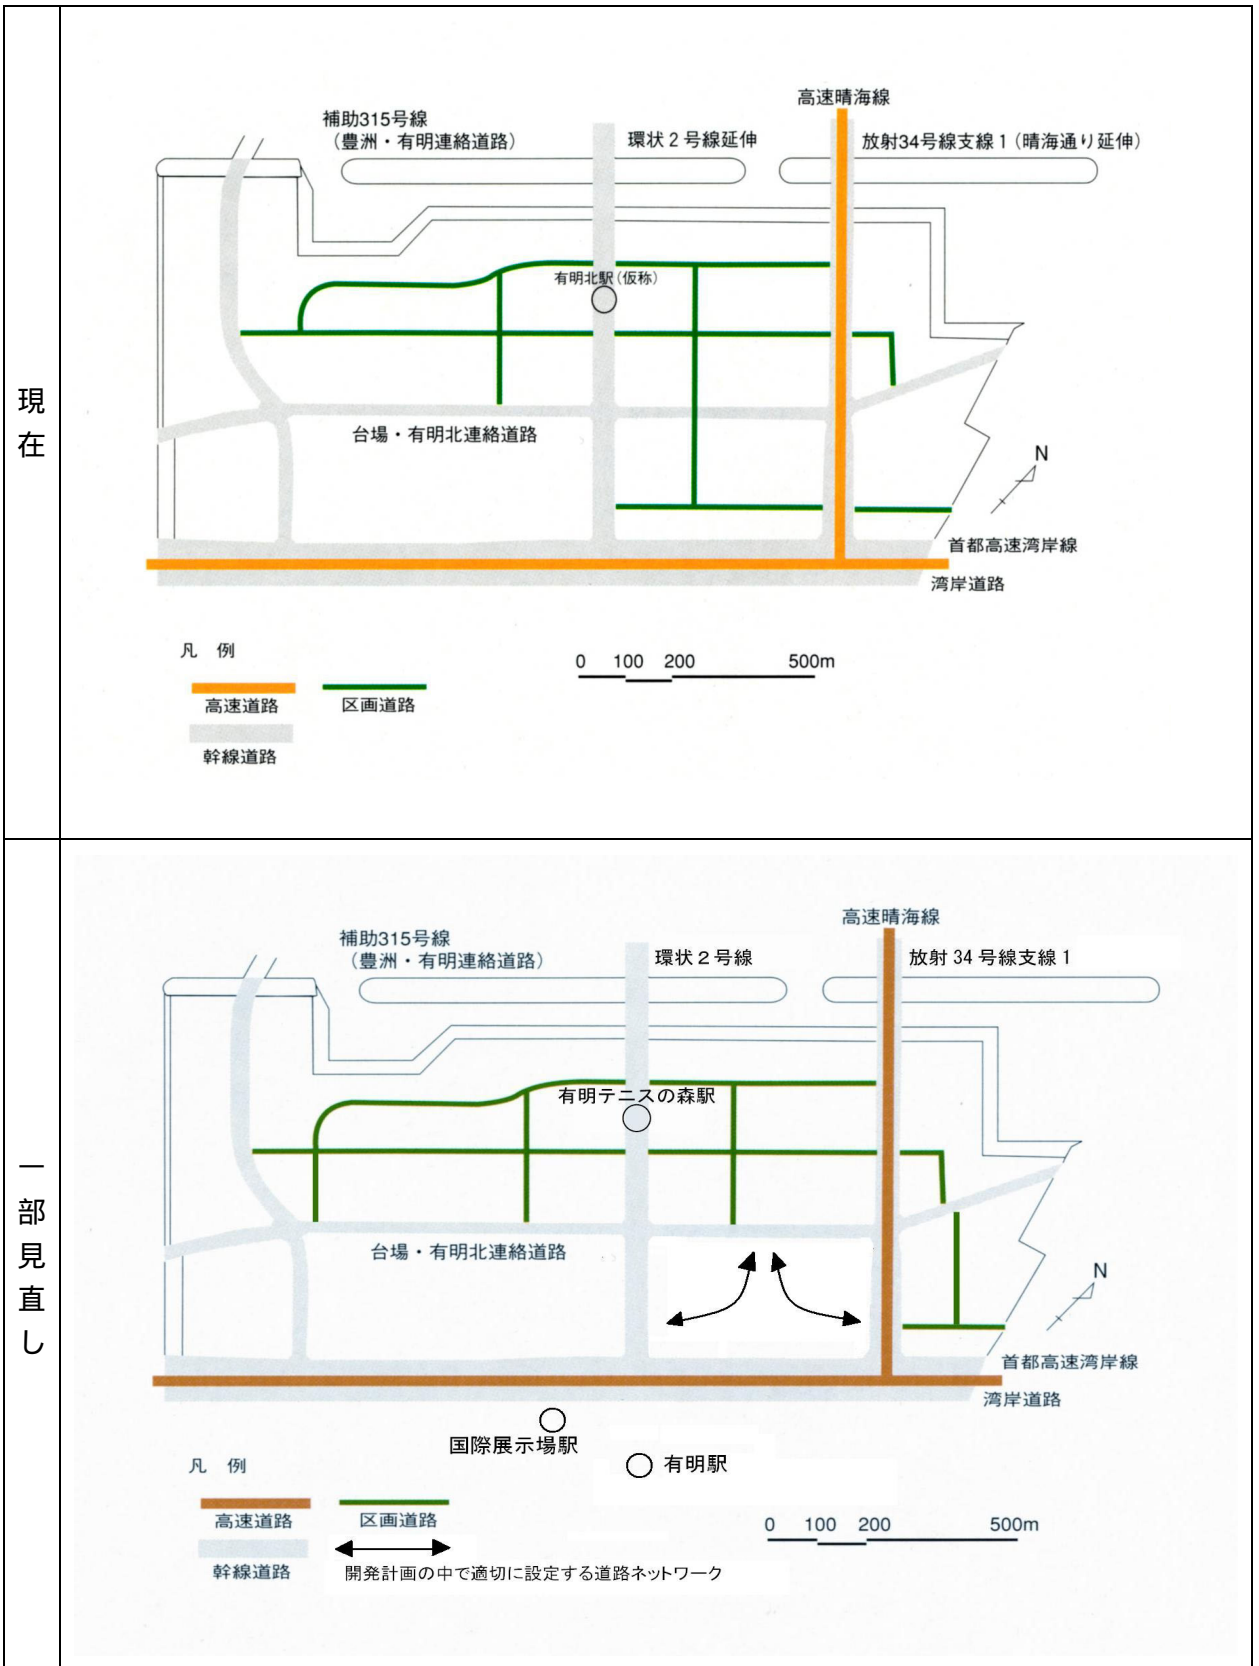 現在
高速晴海線
補助315号線
（豊洲・有明連絡道路）
環状２号線延伸
放射34号線支線１（晴海通り延伸）
有明北駅（仮称）
台場・有明北連絡道路
N
首都高速湾岸線
湾岸道路
凡　例
高速道路
区画道路
幹線道路
0 100 200 500m
一部見直し
高速晴海線
補助315号線
（豊洲・有明連絡道路）
環状２号線
放射 34 号線支線 1
有明テニスの森駅
台場・有明北連絡道路
N
首都高速湾岸線
湾岸道路
国際展示場駅
有明駅
凡　例
高速道路
区画道路
幹線道路
開発計画の中で適切に設定する道路ネットワーク
0 100 200 500m